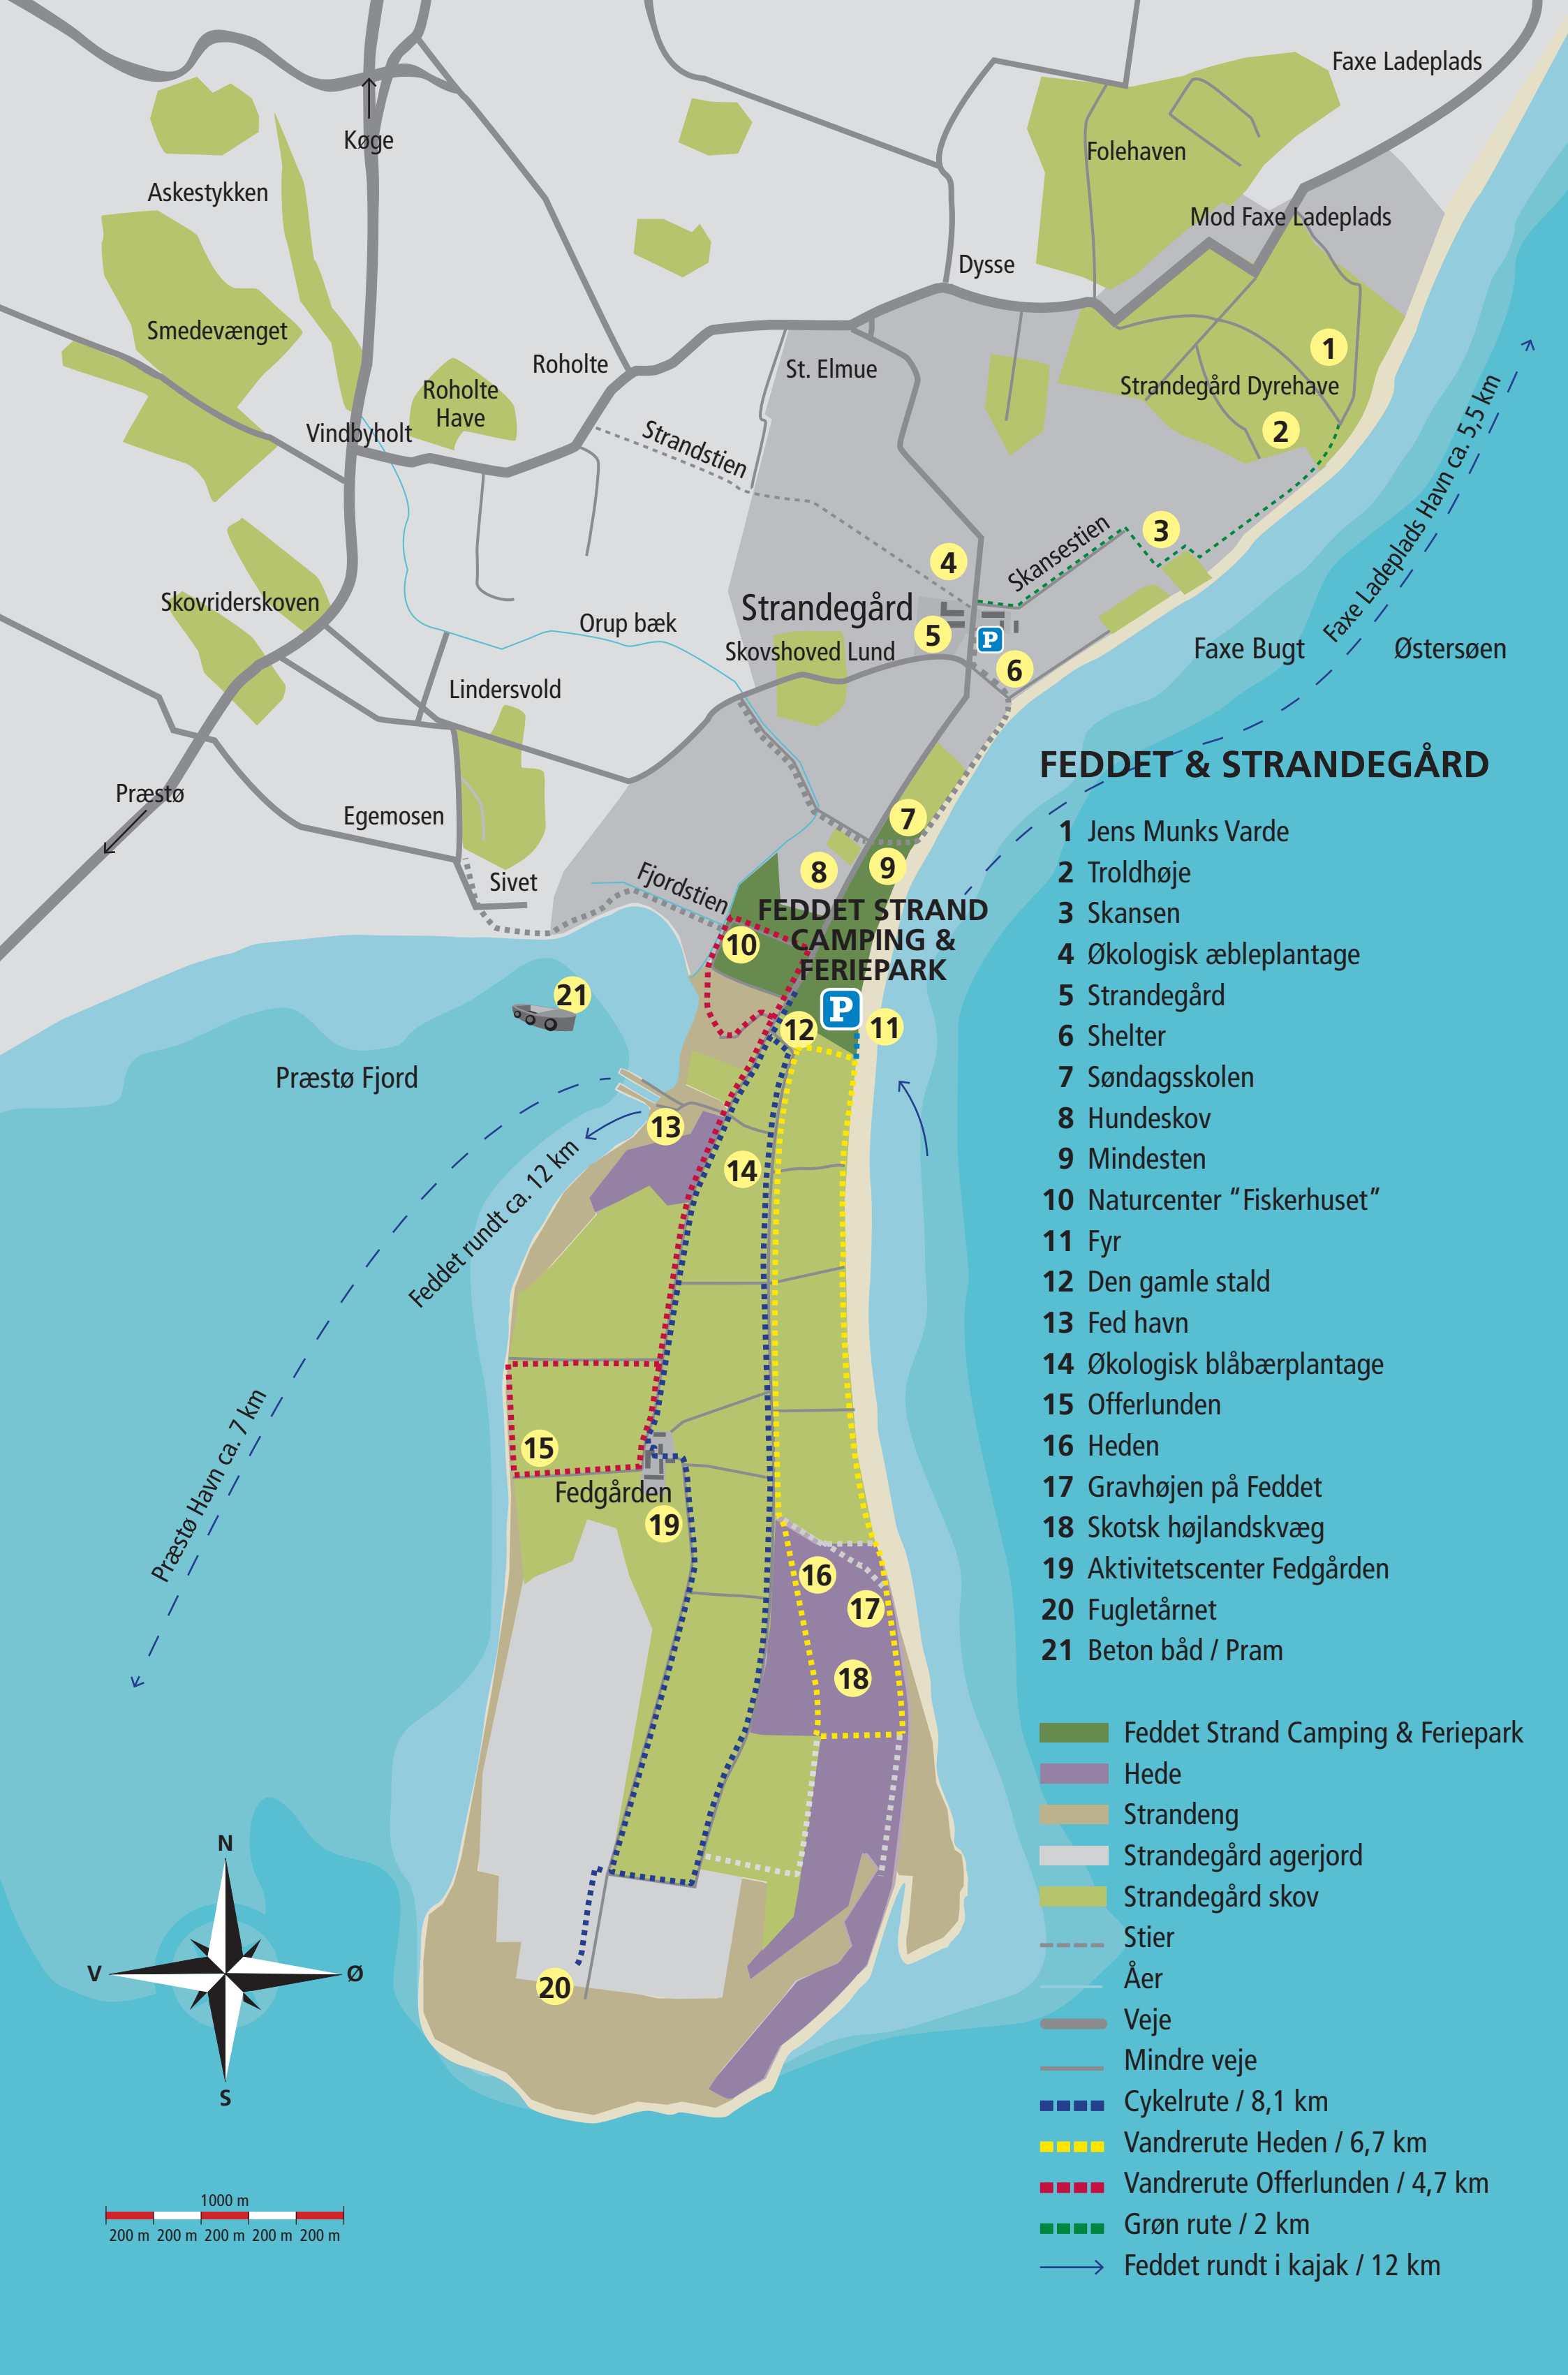 Faxe Ladeplads
Køge
Folehaven
Askestykken
Mod Faxe Ladeplads
Dysse
Smedevænget
Roholte
St. Elmue
Strandegård Dyrehave
1
Roholte
Have
2
Vindbyholt
Strandstien
Faxe Ladeplads Havn ca. 5,5 km
3
Skansestien
4
Skovriderskoven
Strandegård
Orup bæk
5
P
Skovshoved Lund
6
Faxe Bugt
Østersøen
Lindersvold
FEDDET & STRANDEGÅRD
Præstø
Egemosen
7
8
9
Sivet
Fjordstien
FEDDET STRAND
CAMPING &
FERIEPARK
10
21
P
12
11
Præstø Fjord
13
14
Feddet rundt ca. 12 km
Præstø Havn ca. 7 km
15
Fedgården
19
16
17
18
20
1 Jens Munks Varde
2 Troldhøje
3 Skansen
4 Økologisk æbleplantage
5 Strandegård
6 Shelter
7 Søndagsskolen
8 Hundeskov
9 Mindesten
10 Naturcenter “Fiskerhuset”
11 Fyr
12 Den gamle stald
13 Fed havn
14 Økologisk blåbærplantage
15 Offerlunden
16 Heden
17 Gravhøjen på Feddet
18 Skotsk højlandskvæg
19 Aktivitetscenter Fedgården
20 Fugletårnet
21 Beton båd / Pram
Feddet Strand Camping & Feriepark
Hede
Strandeng
Strandegård agerjord
Strandegård skov
Stier
Åer
Veje
Mindre veje
Cykelrute / 8,1 km
Vandrerute Heden / 6,7 km
Vandrerute Offerlunden / 4,7 km
Grøn rute / 2 km
Feddet rundt i kajak / 12 km
N
V
Ø
S
1000 m
200 m 200 m 200 m 200 m 200 m